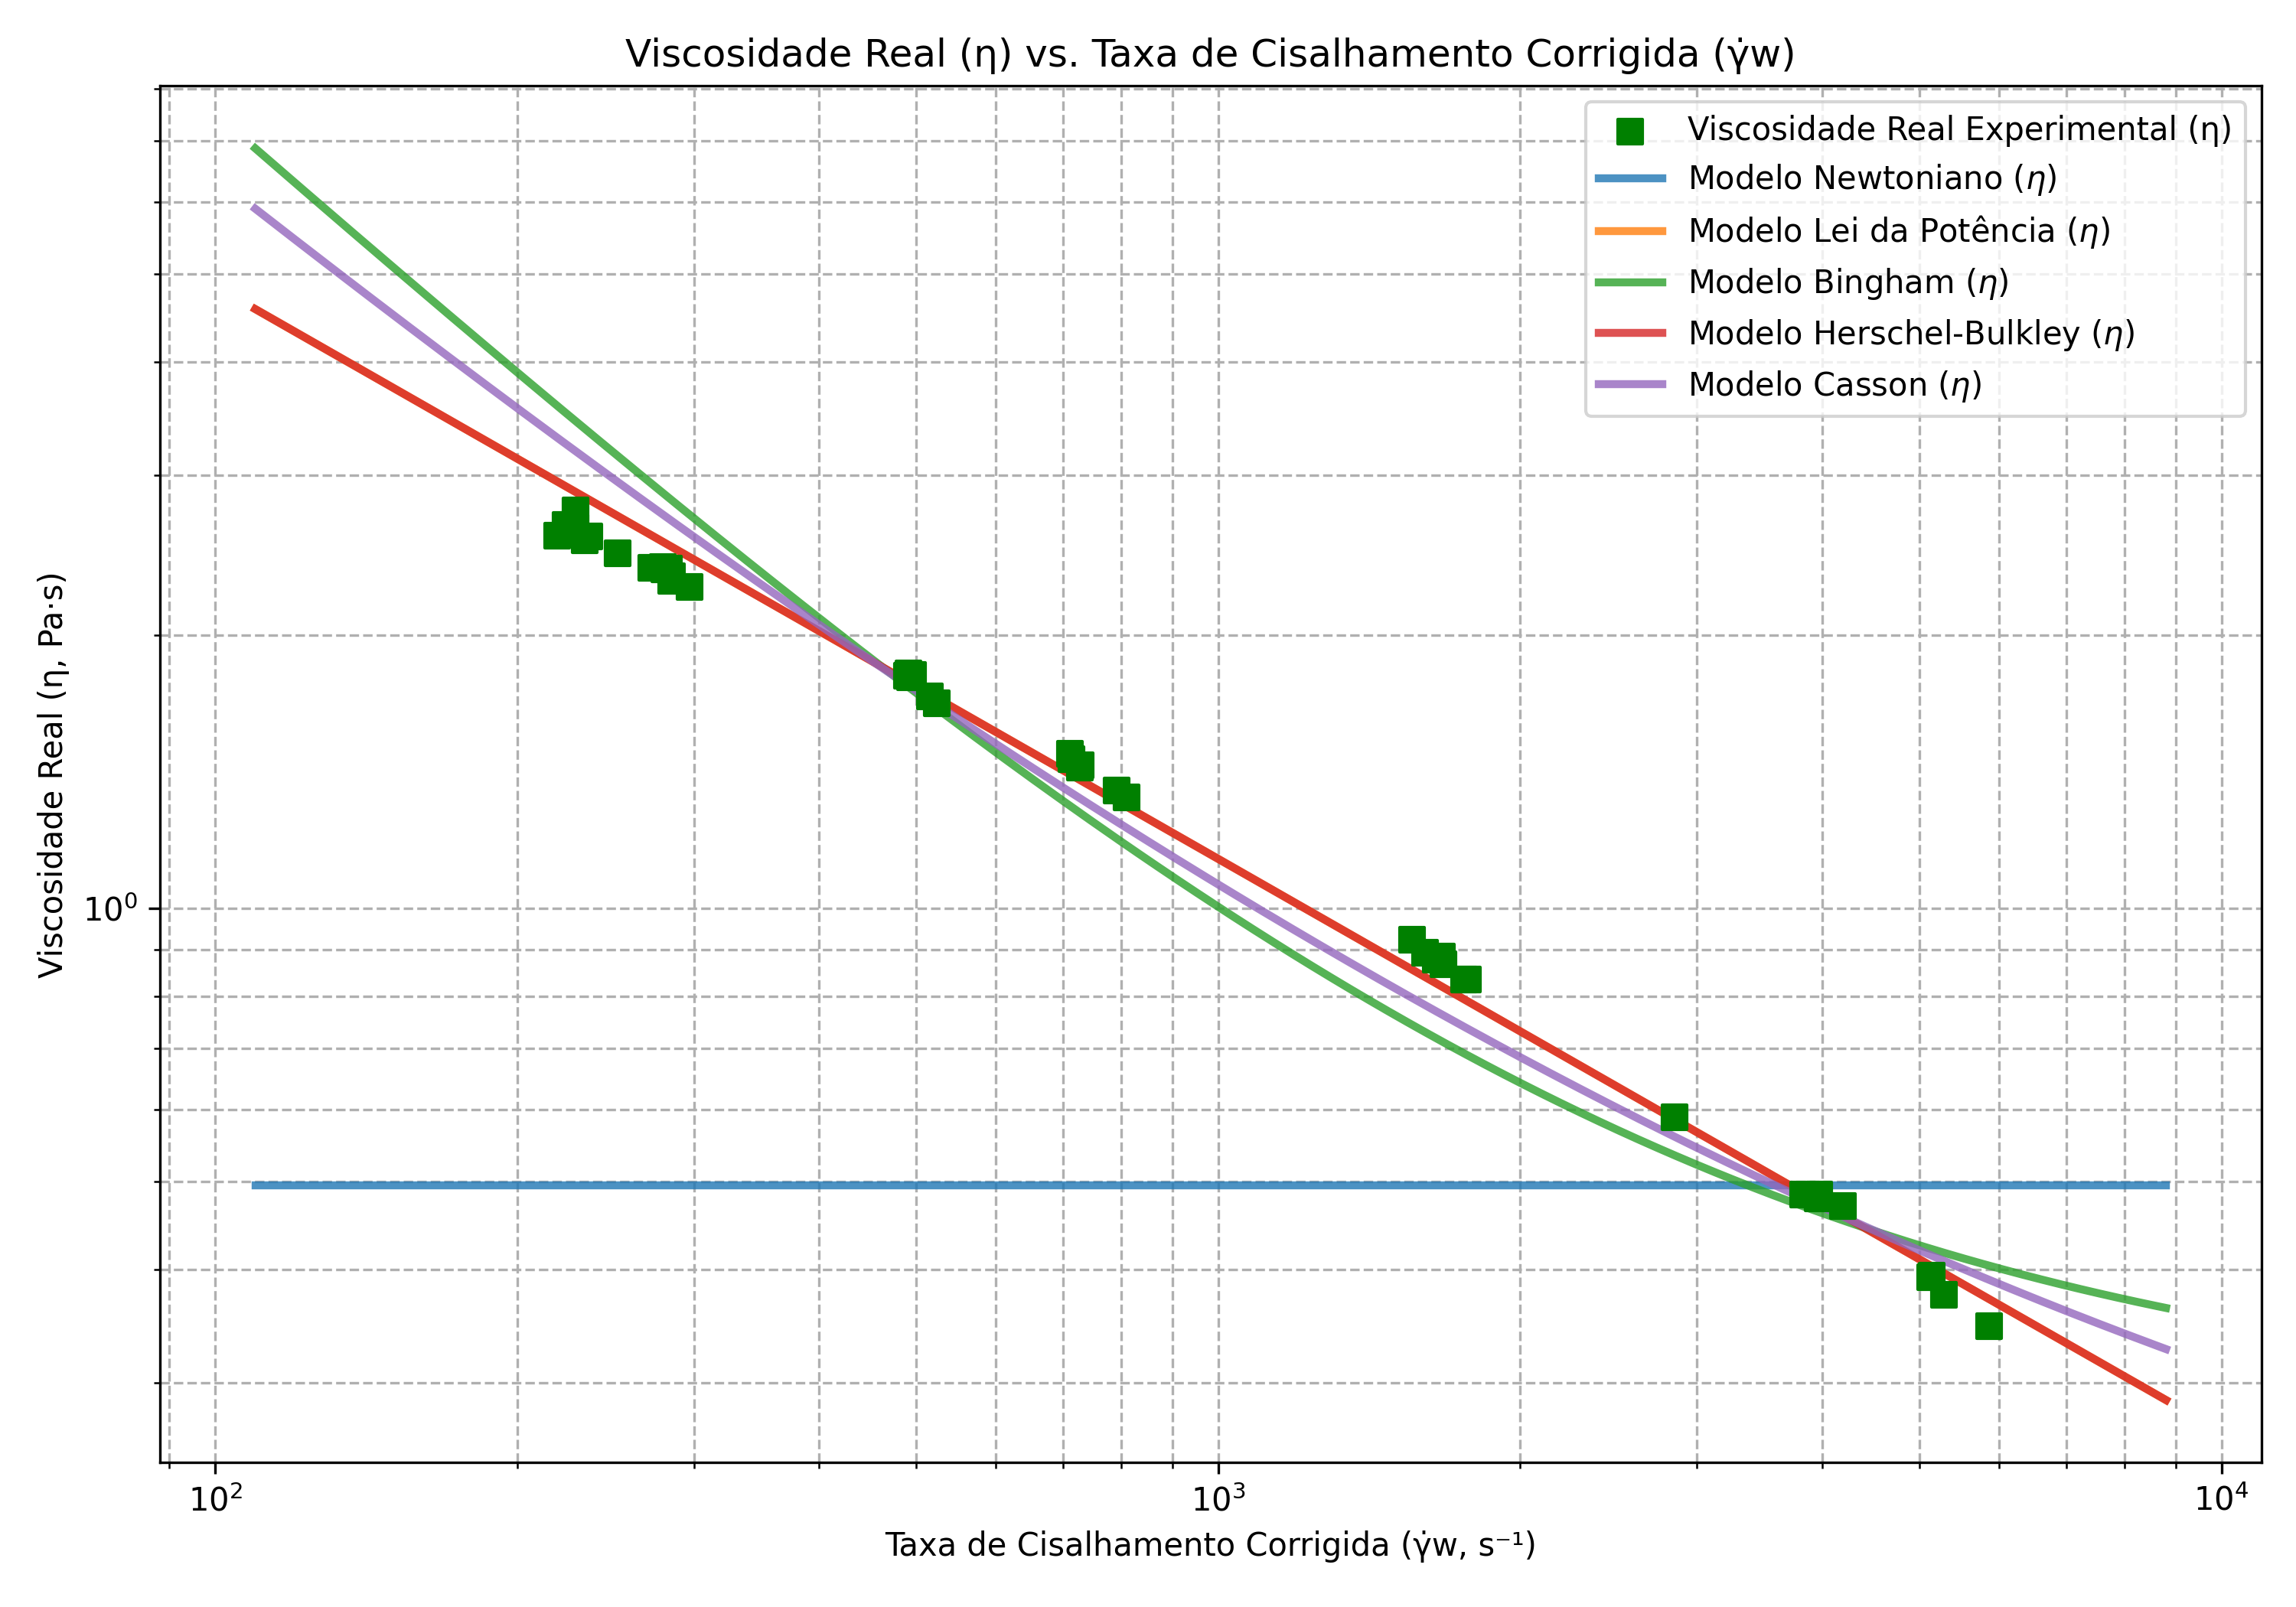 Viscosidade Real (η) vs. Taxa de Cisalhamento Corrigida (γ̇w)
Viscosidade Real Experimental (η)
Modelo Newtoniano (η)
Modelo Lei da Potência (η)
Modelo Bingham (η)
Modelo Herschel-Bulkley (η)
Modelo Casson (η)
Viscosidade Real (η, Pa·s)
10⁰
10² 10³ 10⁴
Taxa de Cisalhamento Corrigida (γ̇w, s⁻¹)